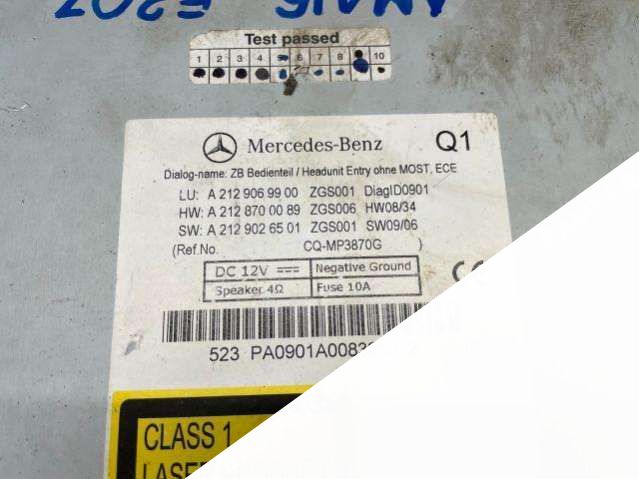 E207
Test passed
1 2 3 4 5 6 7 8 10
Mercedes-Benz Q1
Dialog-name: ZB Bedienteil / Headunit Entry ohne MOST, ECE
LU: A 212 906 99 00 ZGS001 DiagID0901
HW: A 212 870 00 89 ZGS006 HW08/34
SW: A 212 902 65 01 ZGS001 SW09/06
(Ref.No. CQ-MP3870G )
DC 12V Negative Ground
Speaker 4Ω Fuse 10A
523 PA0901A008
CLASS 1
LASER